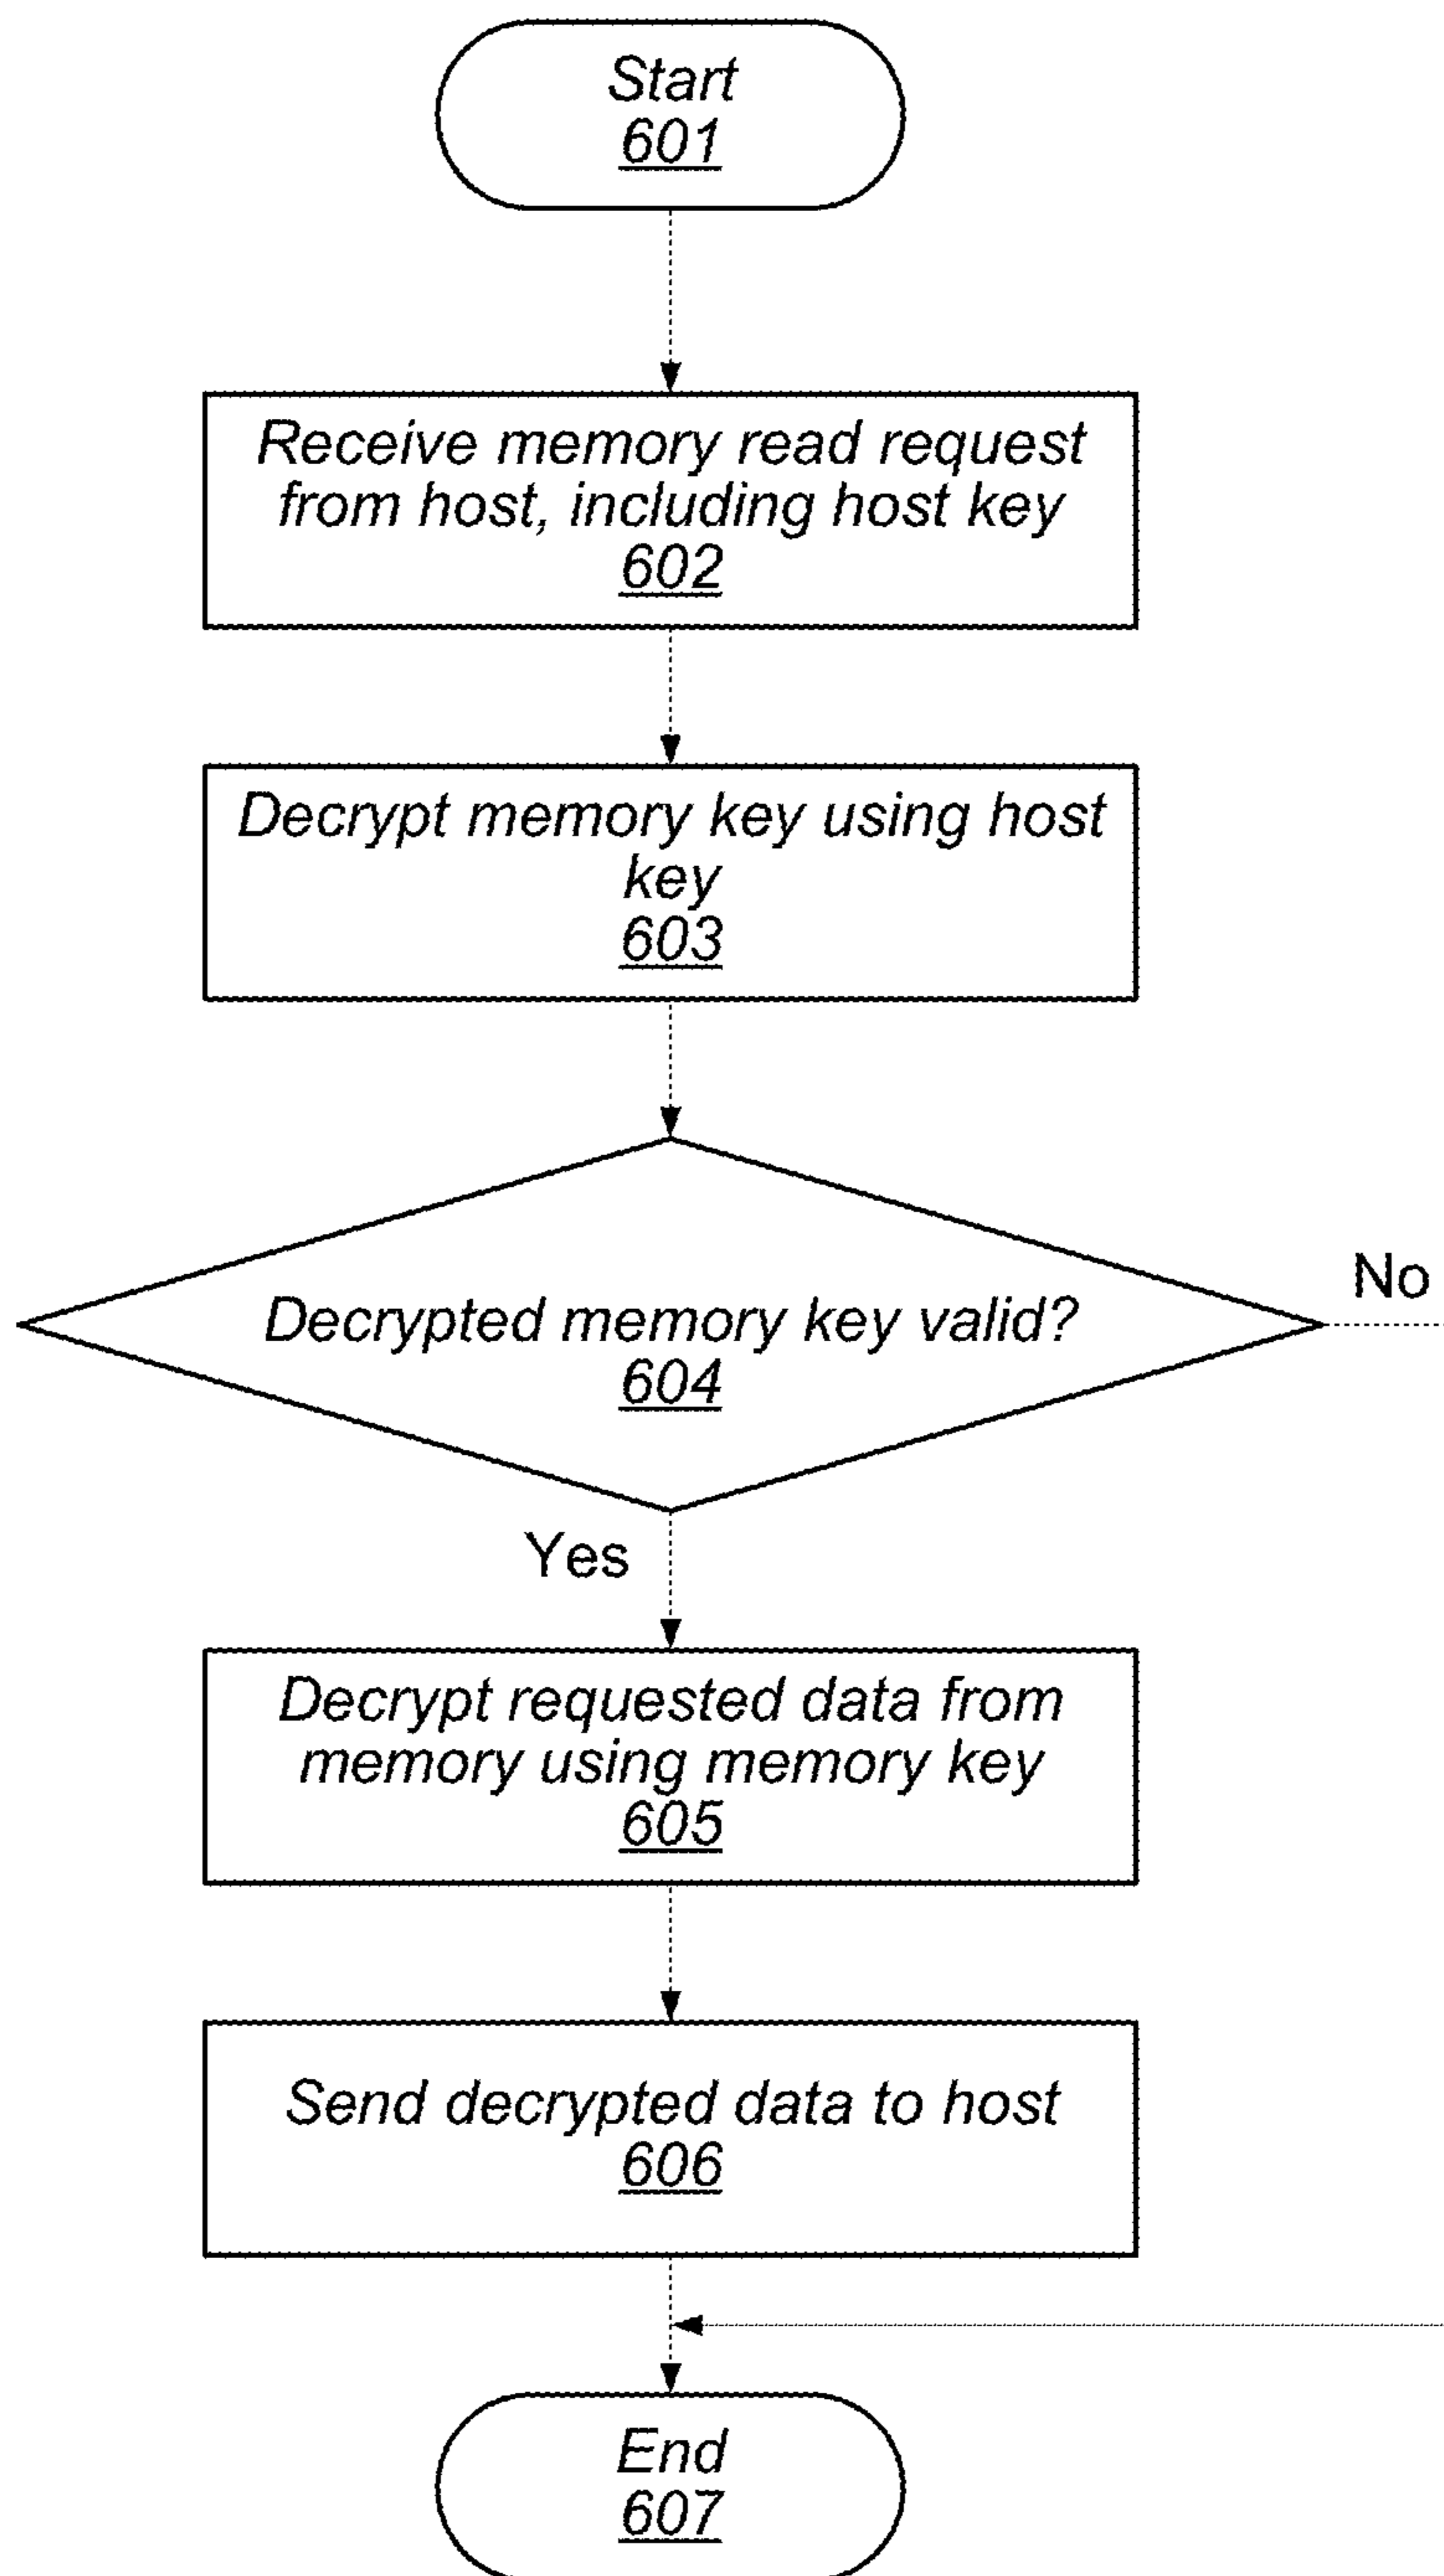 Start
601
Receive memory read request
from host, including host key
602
Decrypt memory key using host
key
603
Decrypted memory key valid?
604
No
Yes
Decrypt requested data from
memory using memory key
605
Send decrypted data to host
606
End
607